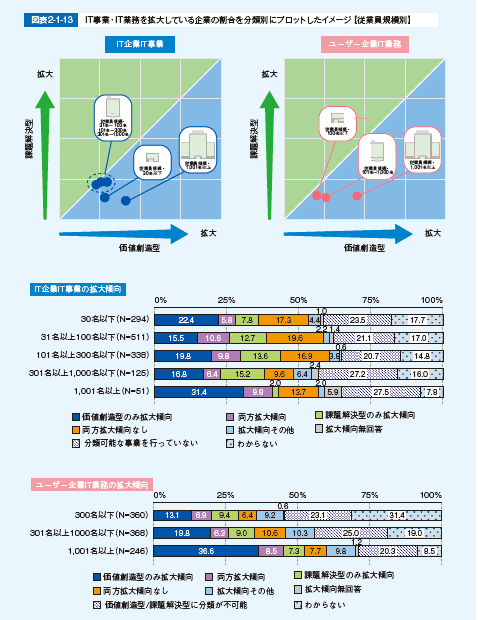 図表2-1-13 IT事業・IT業務を拡大している企業の割合を分類別にプロットしたイメージ【従業員規模別】
IT企業IT事業
ユーザー企業IT業務
拡大
課題解決型
従業員規模・
31名～100名
101名～300名
301名～1,000名
従業員規模・
30名以下
従業員規模・
1,001名以上
価値創造型
拡大
拡大
課題解決型
従業員規模・
従業員規模・
101名～1,000名
従業員規模・
1,001名以上
価値創造型
拡大
IT企業IT事業の拡大傾向
0% 25% 50% 75% 100%
30名以下(N=294) 22.4 5.8 7.8 17.3 4.4 1.0 23.5 17.7
31名以上100名以下(N=511) 15.5 10.6 12.7 19.6 2.2 1.4 21.1 17.0
101名以上300名以下(N=338) 19.8 9.8 13.6 16.9 3.8 0.6 20.7 14.8
301名以上1,000名以下(N=125) 16.8 6.4 15.2 9.6 6.4 2.4 27.2 16.0
1,001名以上(N=51) 31.4 9.8 2.0 13.7 2.0 5.9 27.5 7.8
価値創造型のみ拡大傾向 両方拡大傾向 課題解決型のみ拡大傾向
両方拡大傾向なし 拡大傾向その他 拡大傾向無回答
分類可能な事業を行っていない わからない
ユーザー企業IT業務の拡大傾向
0% 25% 50% 75% 100%
300名以下(N=360) 13.1 6.9 9.4 6.4 9.2 0.6 23.1 31.4
301名以上1000名以下(N=368) 19.8 6.3 9.0 10.6 10.3 25.0 19.0
1,001名以上(N=246) 36.6 8.5 7.3 7.7 9.8 1.2 20.3 8.5
価値創造型のみ拡大傾向 両方拡大傾向 課題解決型のみ拡大傾向
両方拡大傾向なし 拡大傾向その他 拡大傾向無回答
価値創造型/課題解決型に分類が不可能 わからない